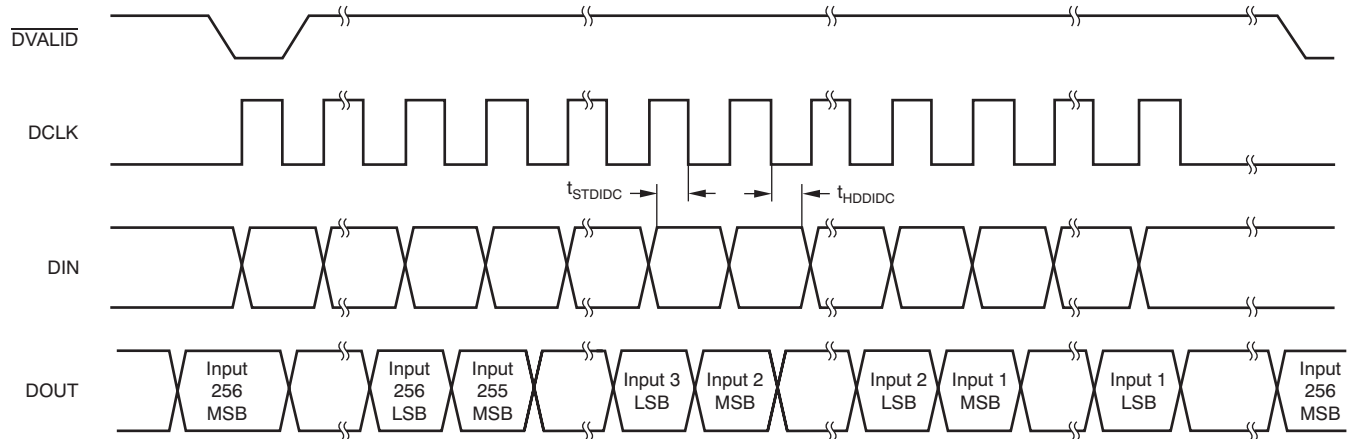 DVALID
DCLK
tSTDIDC
tHDDIDC
DIN
DOUT
Input
256
MSB
Input
256
LSB
Input
255
MSB
Input 3
LSB
Input 2
MSB
Input 2
LSB
Input 1
MSB
Input 1
LSB
Input
256
MSB